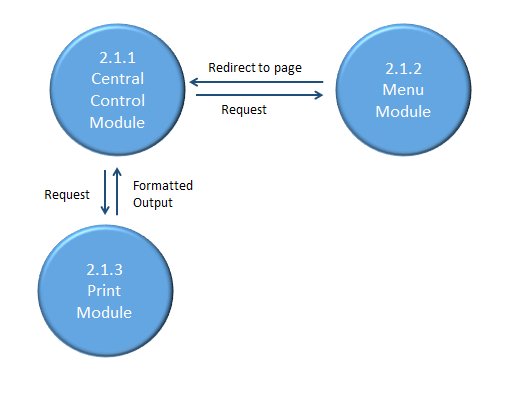 2.1.1
Central
Control
Module
Redirect to page
Request
2.1.2
Menu
Module
Request
Formatted
Output
2.1.3
Print
Module